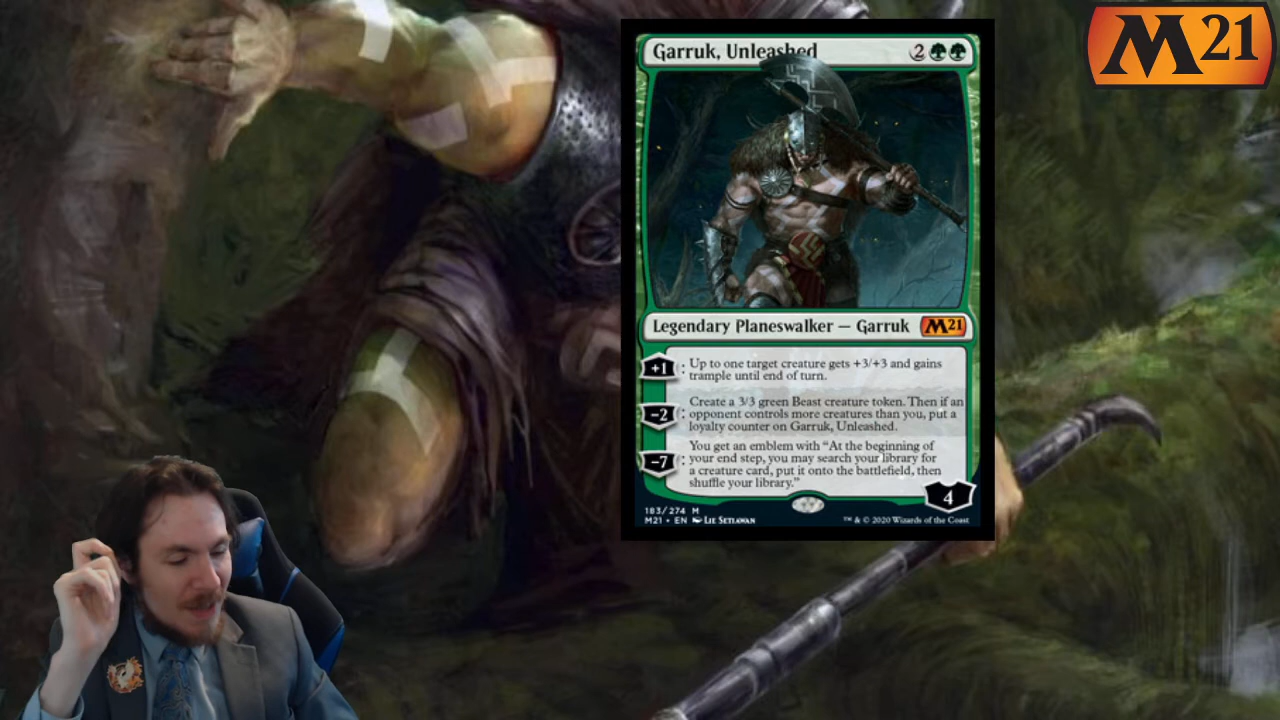 M21
Garruk, Unleashed 2
Legendary Planeswalker — Garruk M21
+1: Up to one target creature gets +3/+3 and gains
trample until end of turn.
Create a 3/3 green Beast creature token. Then if an
−2: opponent controls more creatures than you, put a
loyalty counter on Garruk, Unleashed.
You get an emblem with “At the beginning of
−7: your end step, you may search your library for
a creature card, put it onto the battlefield, then
shuffle your library.”
4
183/274 M
M21 • EN Lie Setiawan ™ & © 2020 Wizards of the Coast